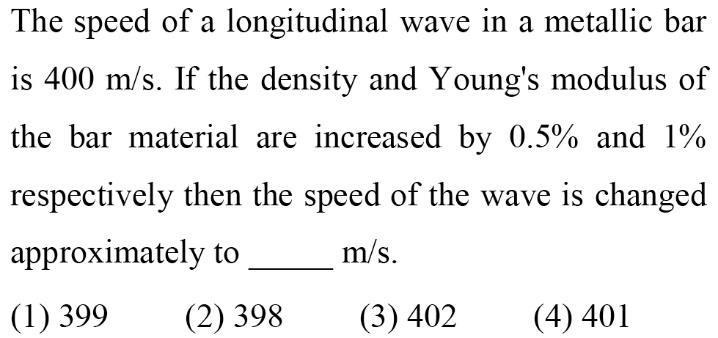 The speed of a longitudinal wave in a metallic bar
is 400 m/s. If the density and Young's modulus of
the bar material are increased by 0.5% and 1%
respectively then the speed of the wave is changed
approximately to _____ m/s.
(1) 399 (2) 398 (3) 402 (4) 401